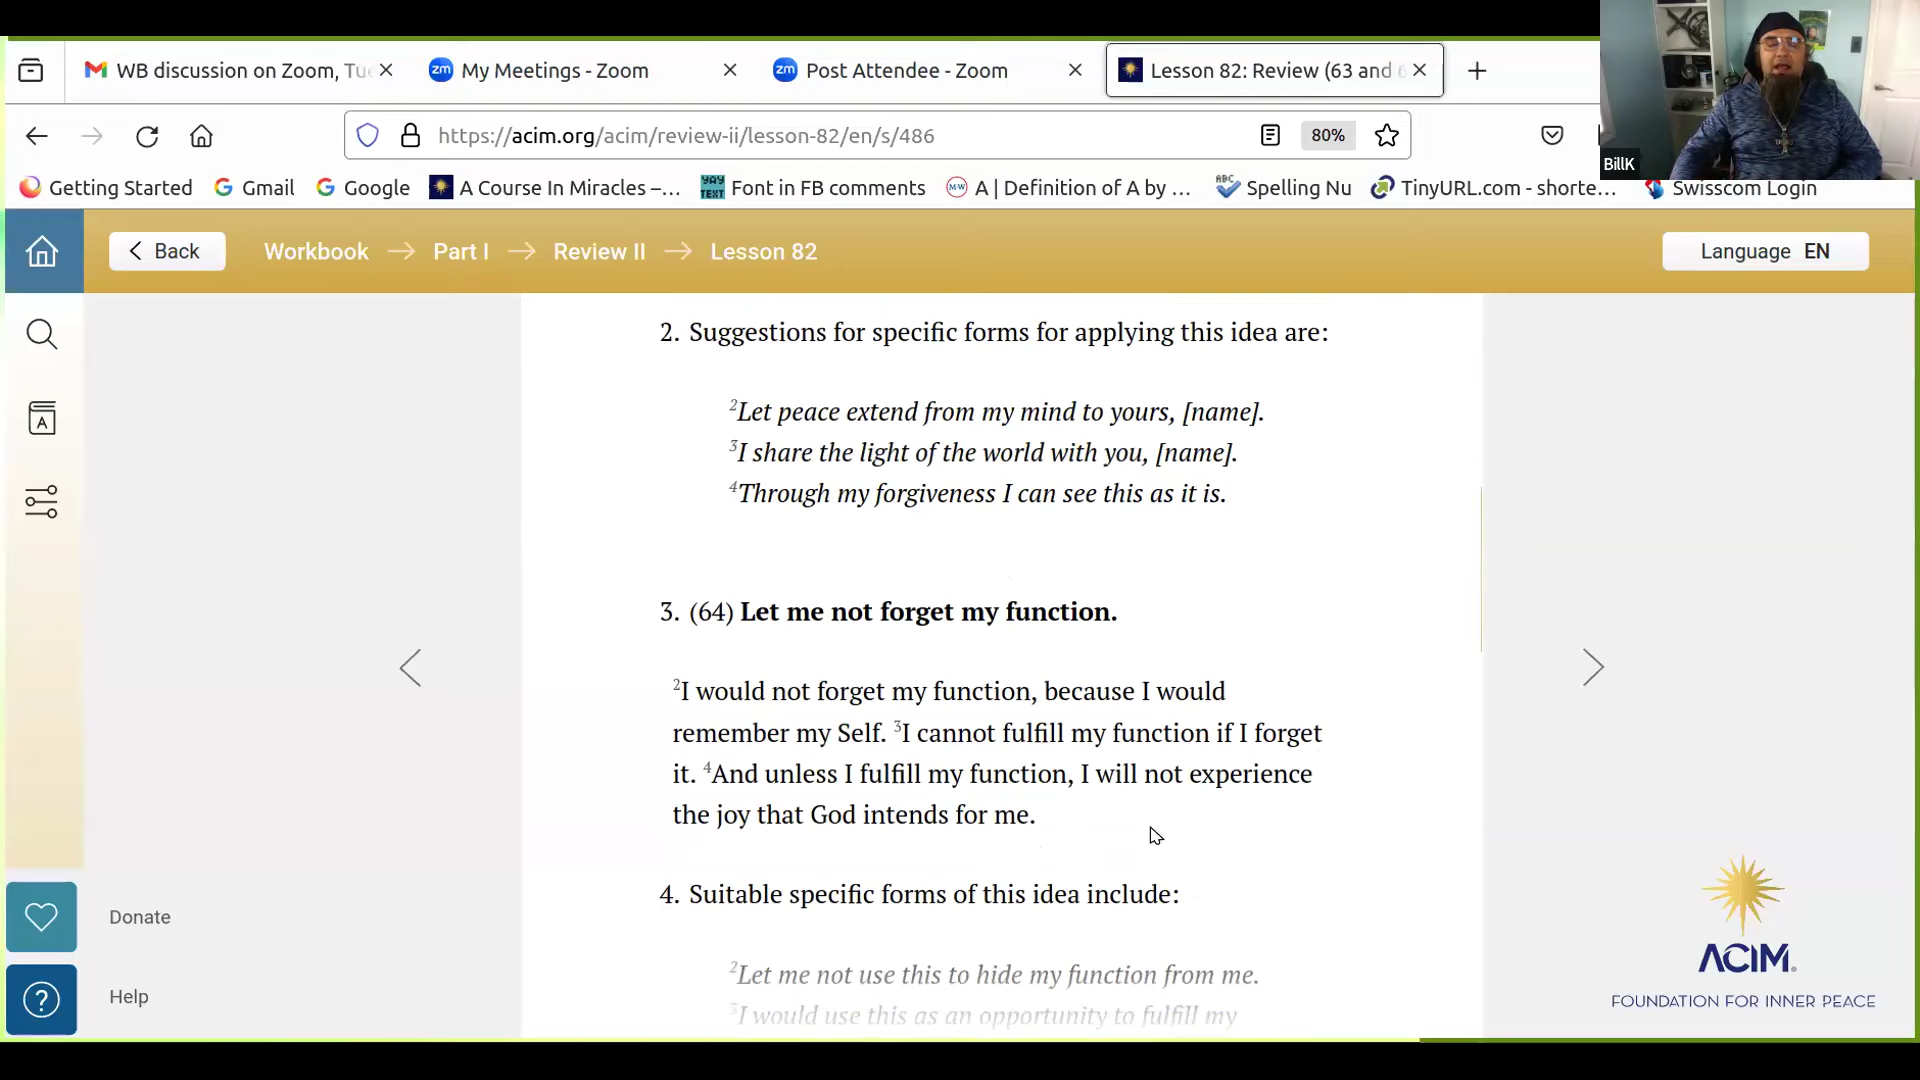 WB discussion on Zoom, Tue
My Meetings - Zoom
Post Attendee - Zoom
Lesson 82: Review (63 and 6
https://acim.org/acim/review-ii/lesson-82/en/s/486
80%
BillK
Getting Started
Gmail
Google
A Course In Miracles –...
YAY TEXT
Font in FB comments
M-W
A | Definition of A by ...
ABC
Spelling Nu
TinyURL.com - shorte...
Swisscom Login
Back
Workbook
Part I
Review II
Lesson 82
Language EN
2. Suggestions for specific forms for applying this idea are:
2Let peace extend from my mind to yours, [name].
3I share the light of the world with you, [name].
4Through my forgiveness I can see this as it is.
3. (64) Let me not forget my function.
2I would not forget my function, because I would
remember my Self. 3I cannot fulfill my function if I forget
it. 4And unless I fulfill my function, I will not experience
the joy that God intends for me.
4. Suitable specific forms of this idea include:
2Let me not use this to hide my function from me.
3I would use this as an opportunity to fulfill my
Donate
Help
ACIM
FOUNDATION FOR INNER PEACE